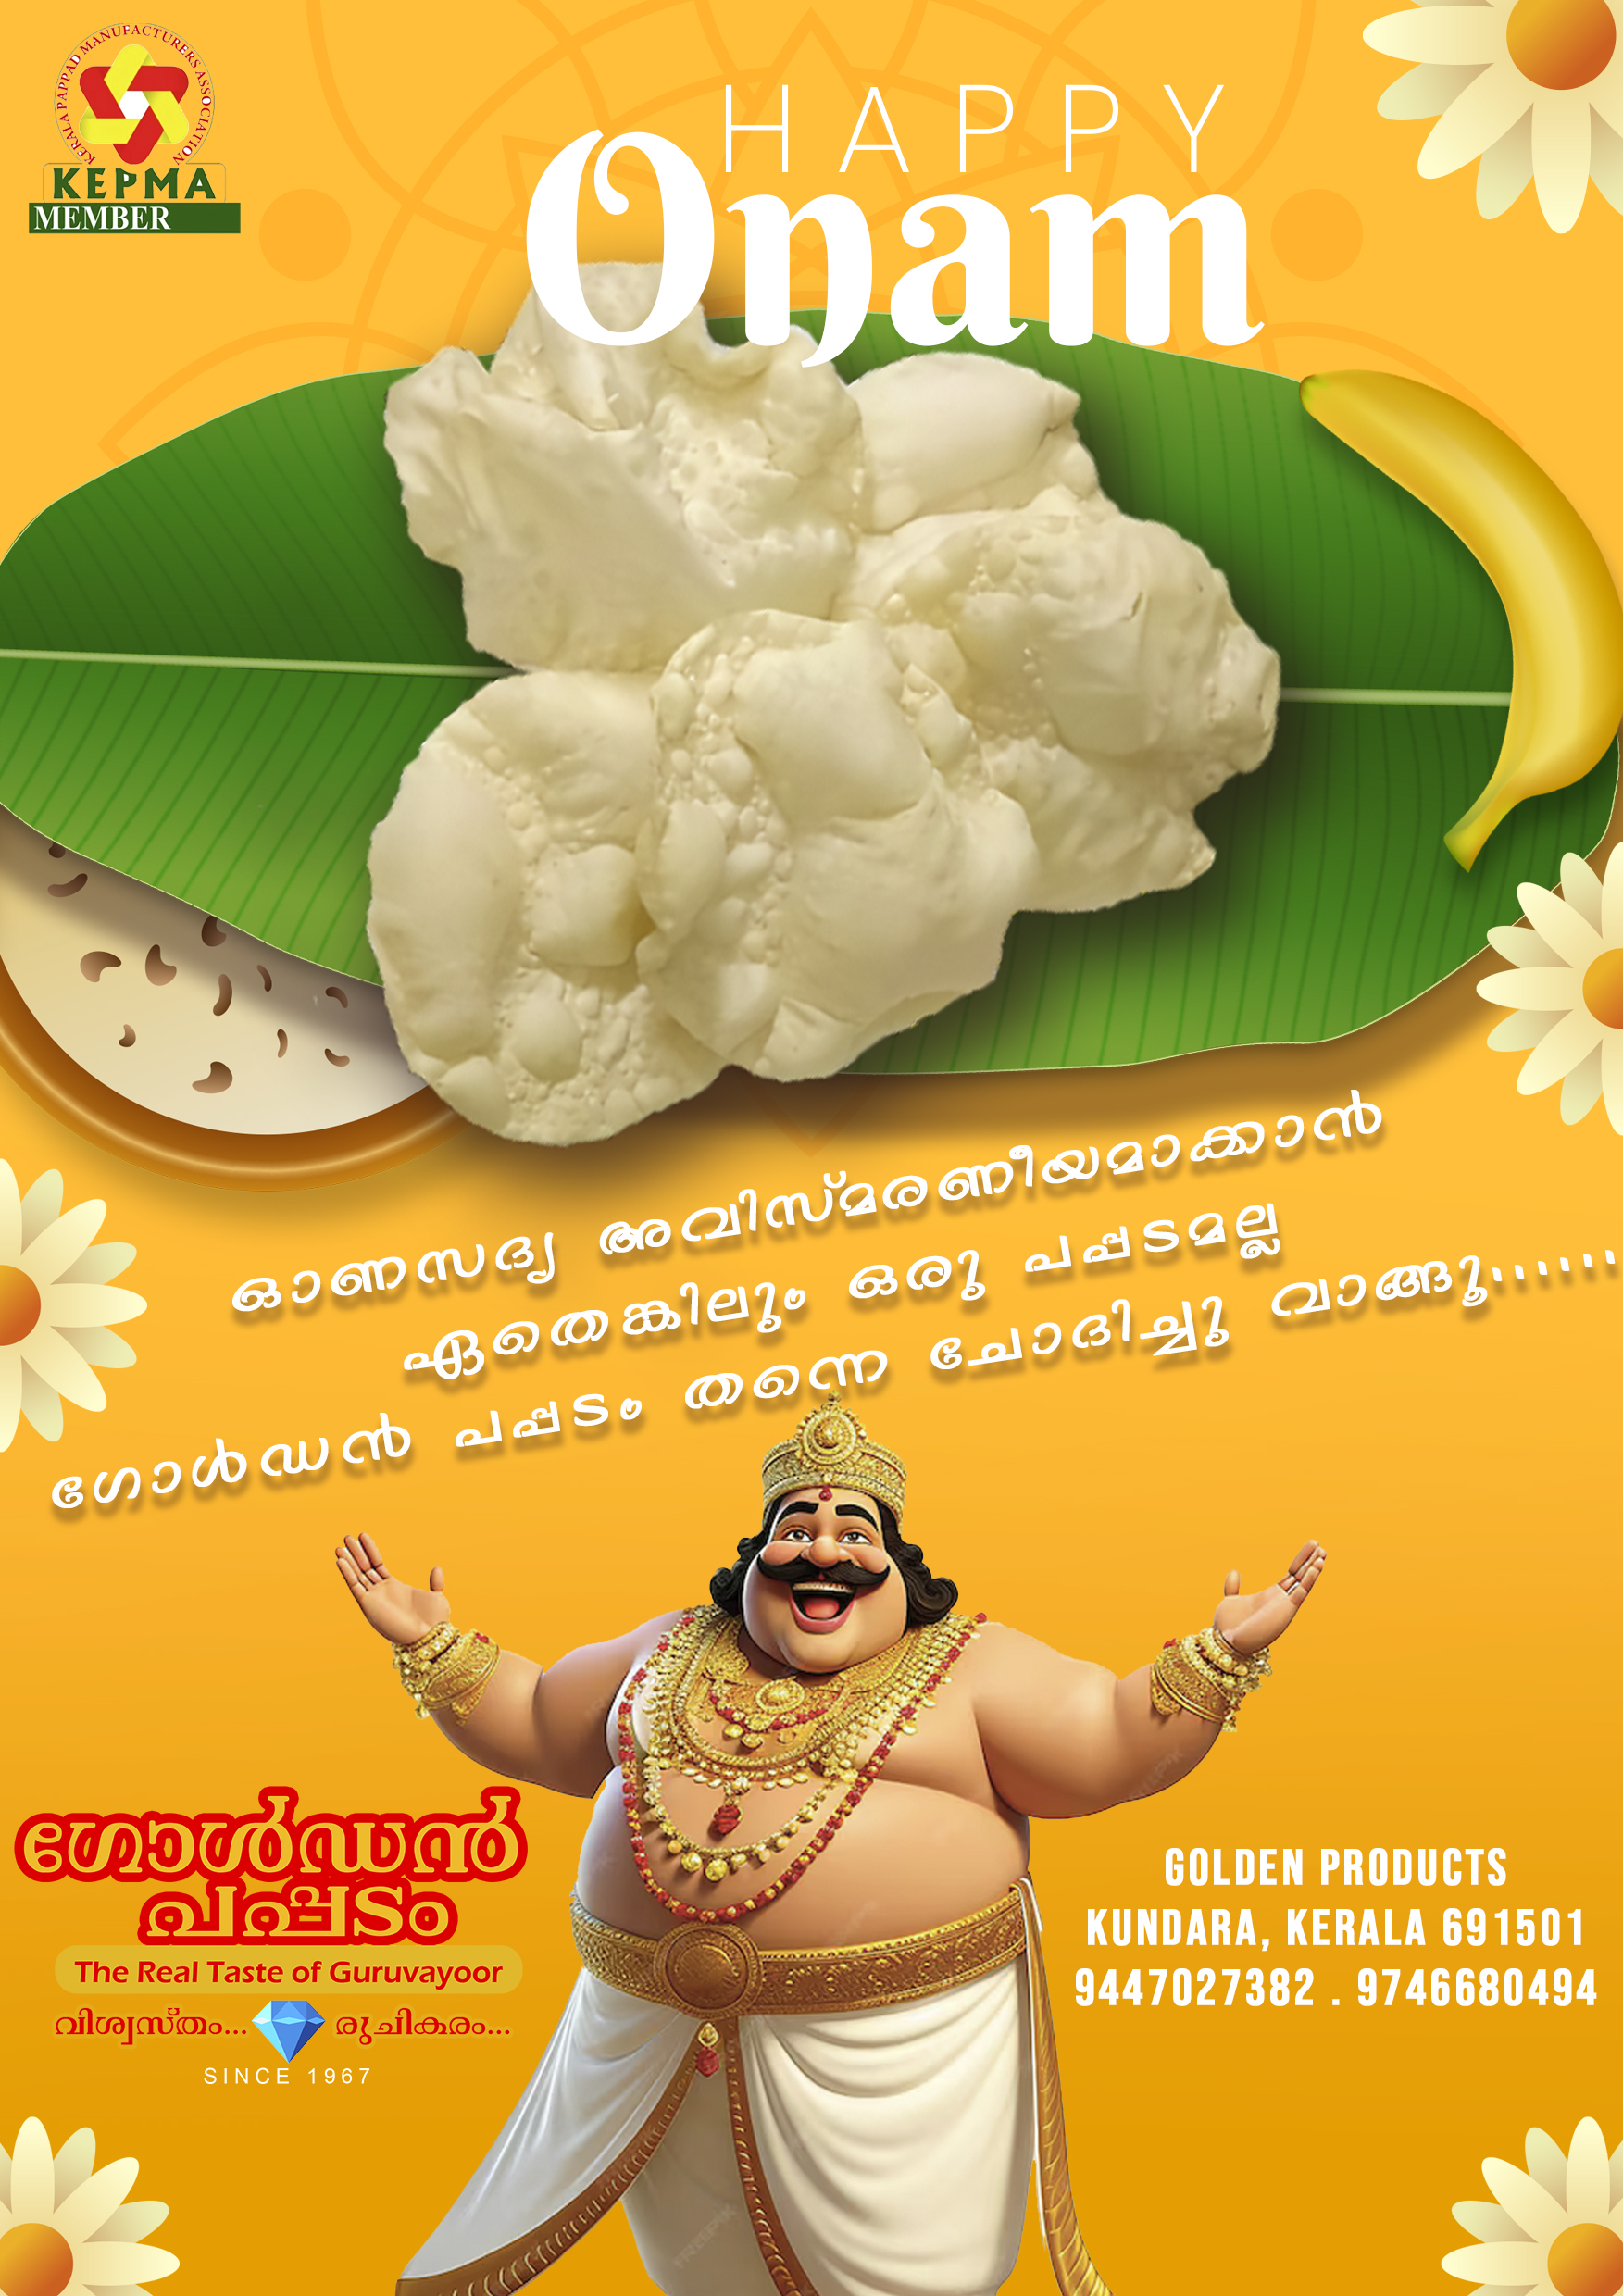 KERALA PAPPAD MANUFACTURERS ASSOCIATION
KEPMA
MEMBER
HAPPY
Onam
ഓണസദ്യ അവിസ്മരണീയമാക്കാൻ
ഏതെങ്കിലും ഒരു പപ്പടമല്ല
ഗോൾഡൻ പപ്പടം തന്നെ ചോദിച്ചു വാങ്ങൂ......
ഗോൾഡൻ
പപ്പടം
The Real Taste of Guruvayoor
വിശ്വസ്തം... രുചികരം...
SINCE 1967
GOLDEN PRODUCTS
KUNDARA, KERALA 691501
9447027382 . 9746680494